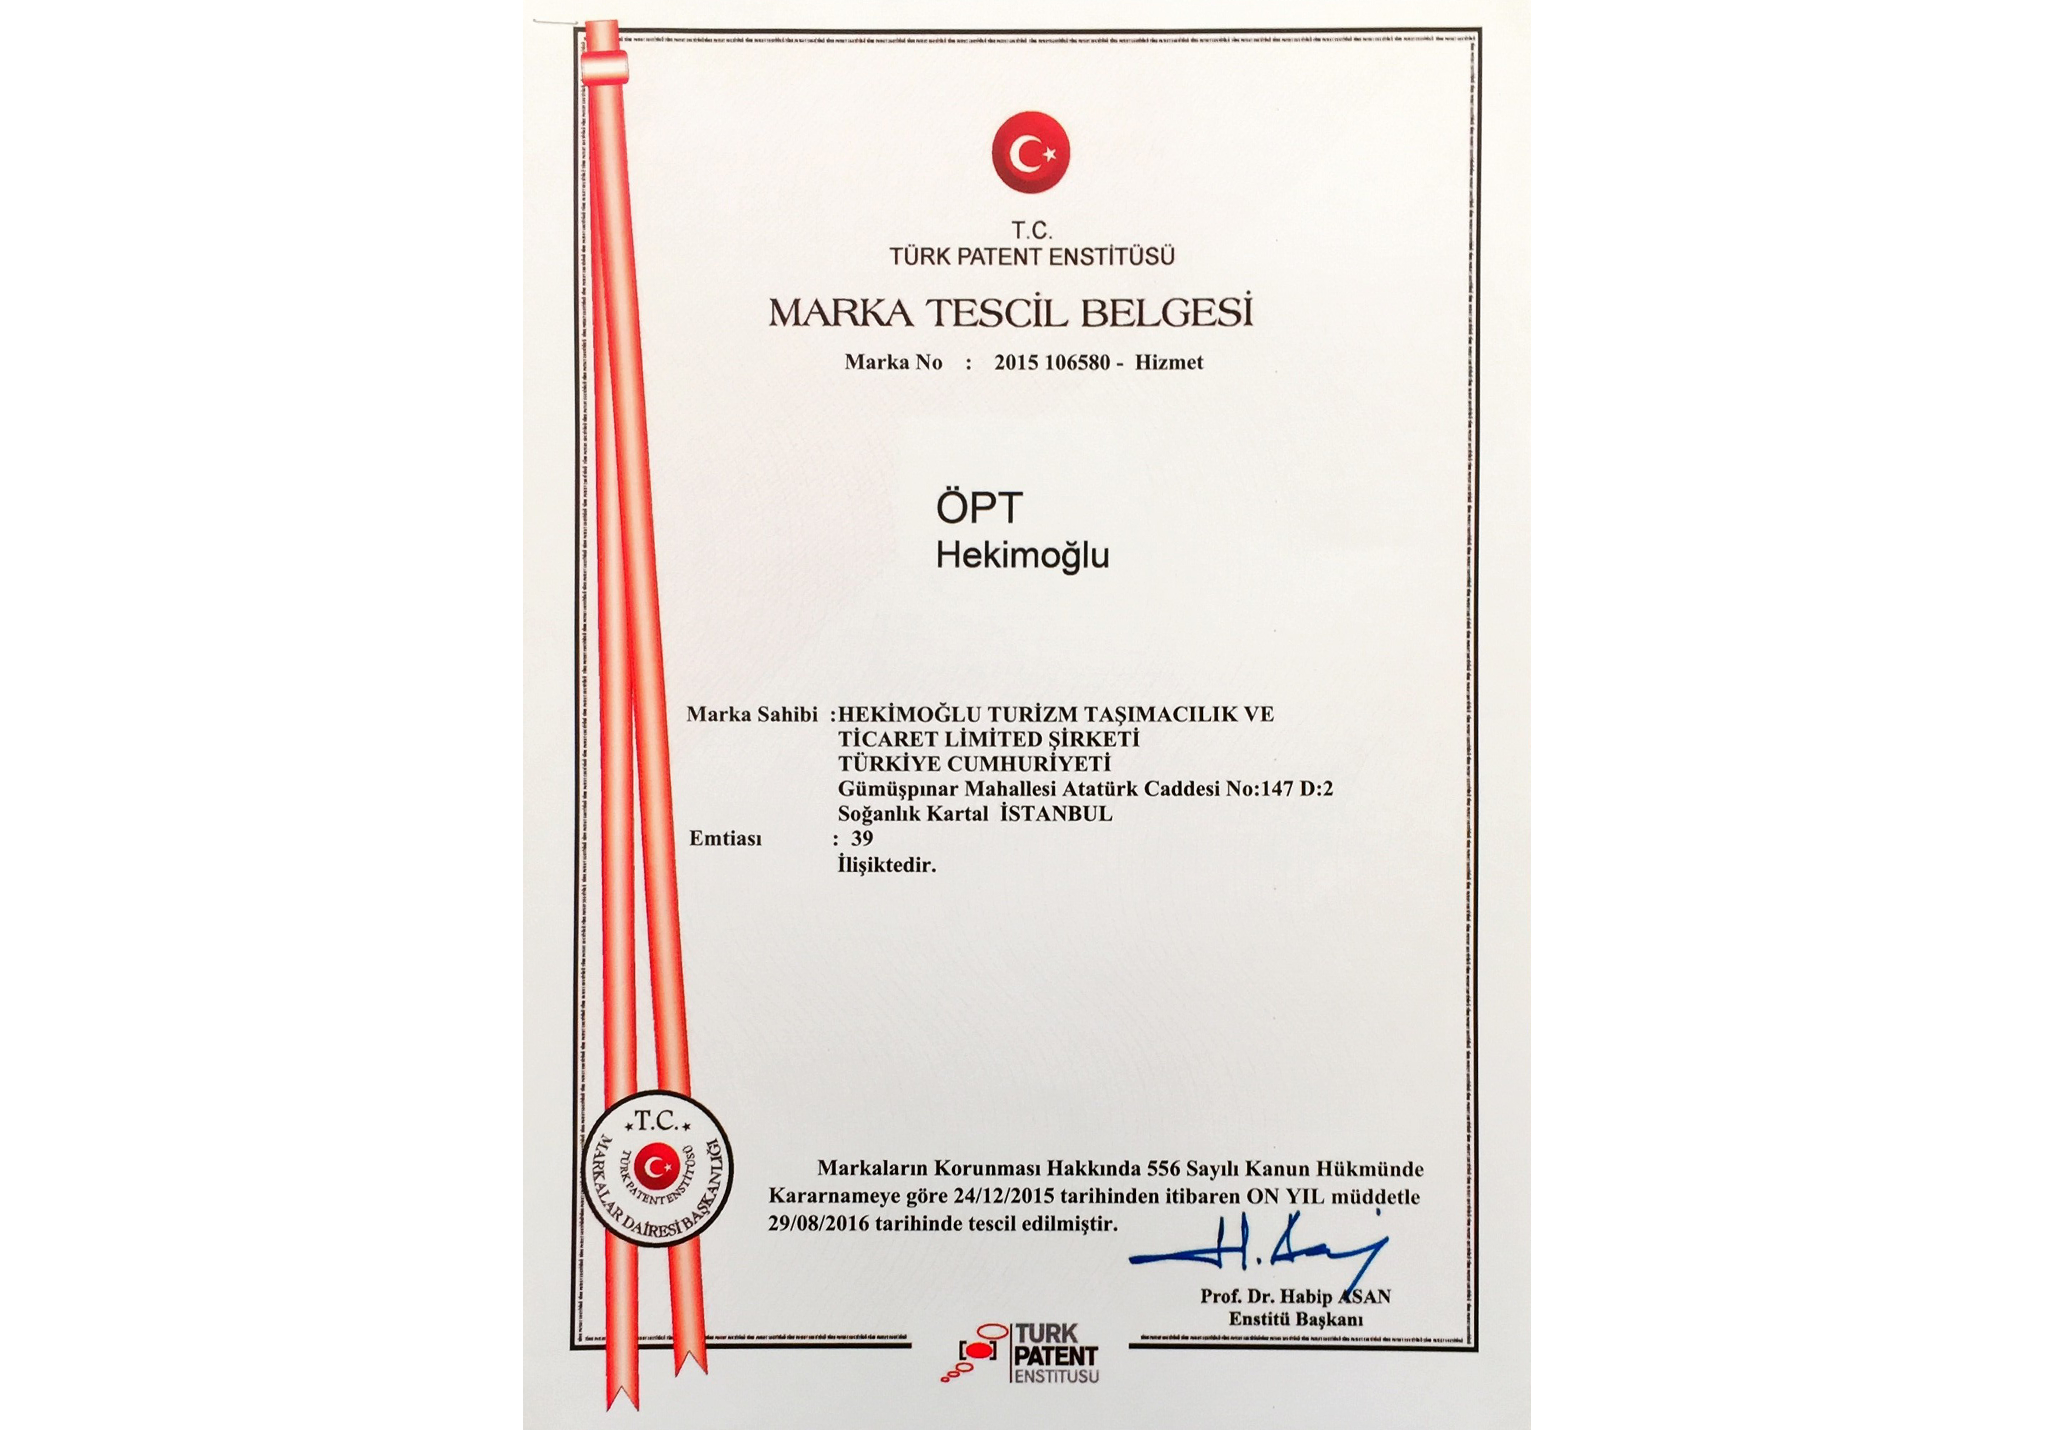 T.C.
TÜRK PATENT ENSTİTÜSÜ
MARKA TESCİL BELGESİ
Marka No : 2015 106580 - Hizmet
ÖPT
Hekimoğlu
Marka Sahibi :HEKİMOĞLU TURİZM TAŞIMACILIK VE
TİCARET LİMİTED ŞİRKETİ
TÜRKİYE CUMHURİYETİ
Gümüşpınar Mahallesi Atatürk Caddesi No:147 D:2
Soğanlık Kartal İSTANBUL
Emtiası : 39
İlişiktedir.
T.C.
TÜRK PATENT ENSTİTÜSÜ
MARKALAR DAİRESİ BAŞKANLIĞI
Markaların Korunması Hakkında 556 Sayılı Kanun Hükmünde
Kararnameye göre 24/12/2015 tarihinden itibaren ON YIL müddetle
29/08/2016 tarihinde tescil edilmiştir.
H. Asan
Prof. Dr. Habip ASAN
Enstitü Başkanı
TURK
PATENT
ENSTITUSU